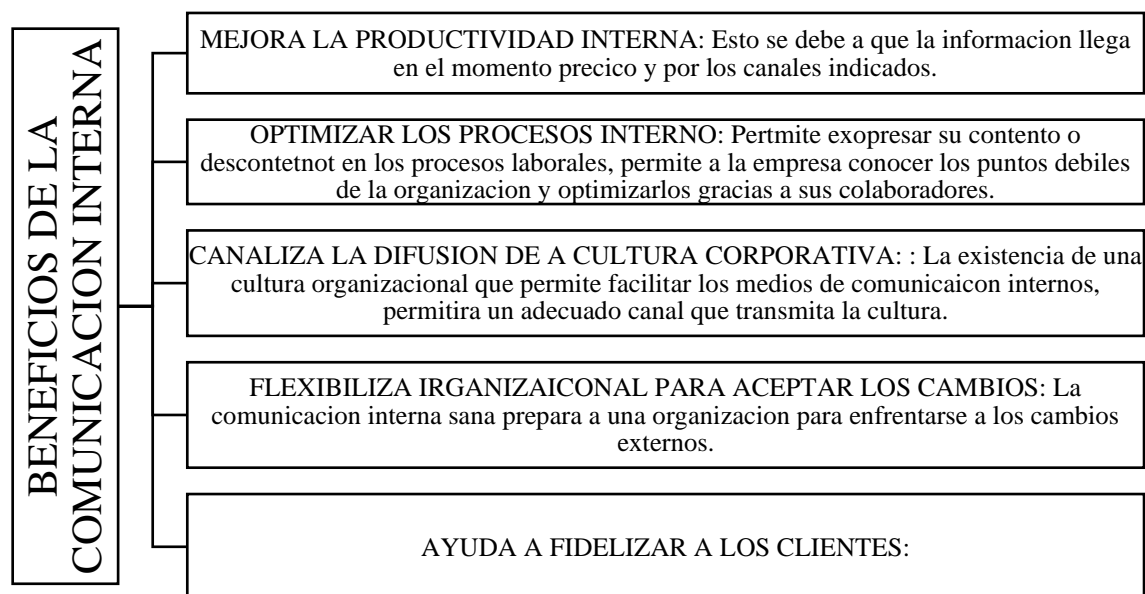 BENEFICIOS DE LA
COMUNICACION INTERNA
MEJORA LA PRODUCTIVIDAD INTERNA: Esto se debe a que la informacion llega
en el momento precico y por los canales indicados.
OPTIMIZAR LOS PROCESOS INTERNO: Pertmite exopresar su contento o
descontetnot en los procesos laborales, permite a la empresa conocer los puntos debiles
de la organizacion y optimizarlos gracias a sus colaboradores.
CANALIZA LA DIFUSION DE A CULTURA CORPORATIVA: : La existencia de una
cultura organizacional que permite facilitar los medios de comunicaicon internos,
permitira un adecuado canal que transmita la cultura.
FLEXIBILIZA IRGANIZAICONAL PARA ACEPTAR LOS CAMBIOS: La
comunicacion interna sana prepara a una organizacion para enfrentarse a los cambios
externos.
AYUDA A FIDELIZAR A LOS CLIENTES: